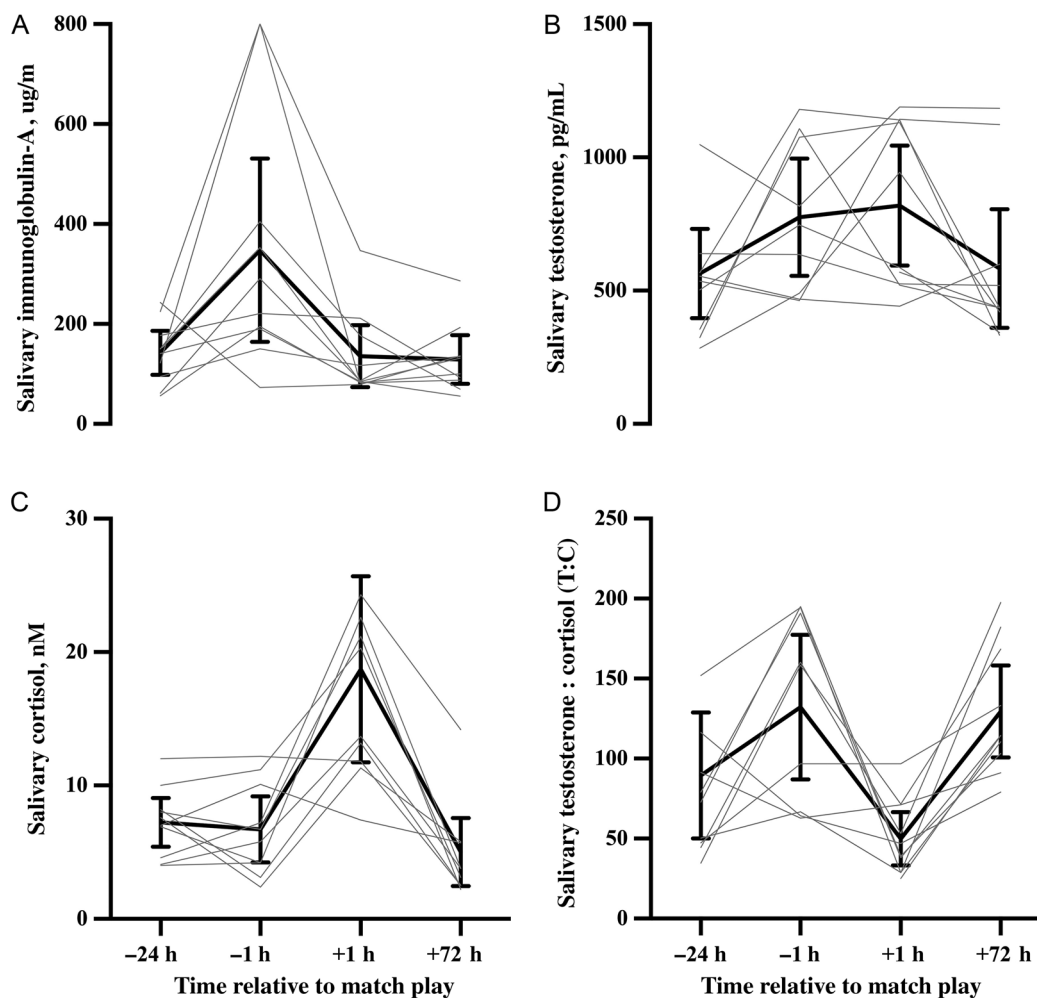 A
Salivary immunoglobulin-A, ug/m
800
600
400
200
0
B
Salivary testosterone, pg/mL
1500
1000
500
0
C
Salivary cortisol, nM
30
20
10
0
−24 h −1 h +1 h +72 h
Time relative to match play
D
Salivary testosterone : cortisol (T:C)
250
200
150
100
50
0
−24 h −1 h +1 h +72 h
Time relative to match play